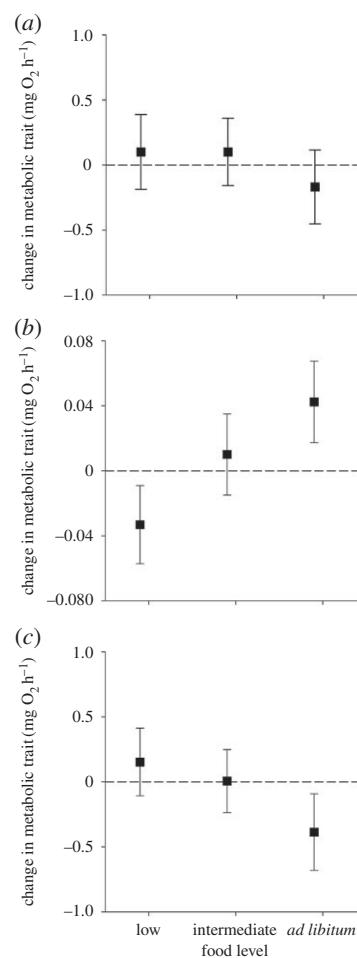 (a)
1.0
0.5
0
–0.5
–1.0
change in metabolic trait (mg O₂ h⁻¹)
(b)
0.08
0.04
0
–0.04
–0.080
change in metabolic trait (mg O₂ h⁻¹)
(c)
1.0
0.5
0
–0.5
–1.0
change in metabolic trait (mg O₂ h⁻¹)
low intermediate ad libitum
food level